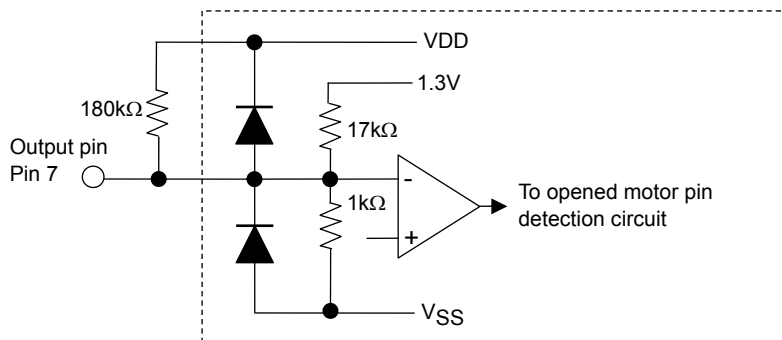 VDD
1.3V
180kΩ
17kΩ
Output pin
Pin 7
1kΩ
-
+
To opened motor pin
detection circuit
VSS